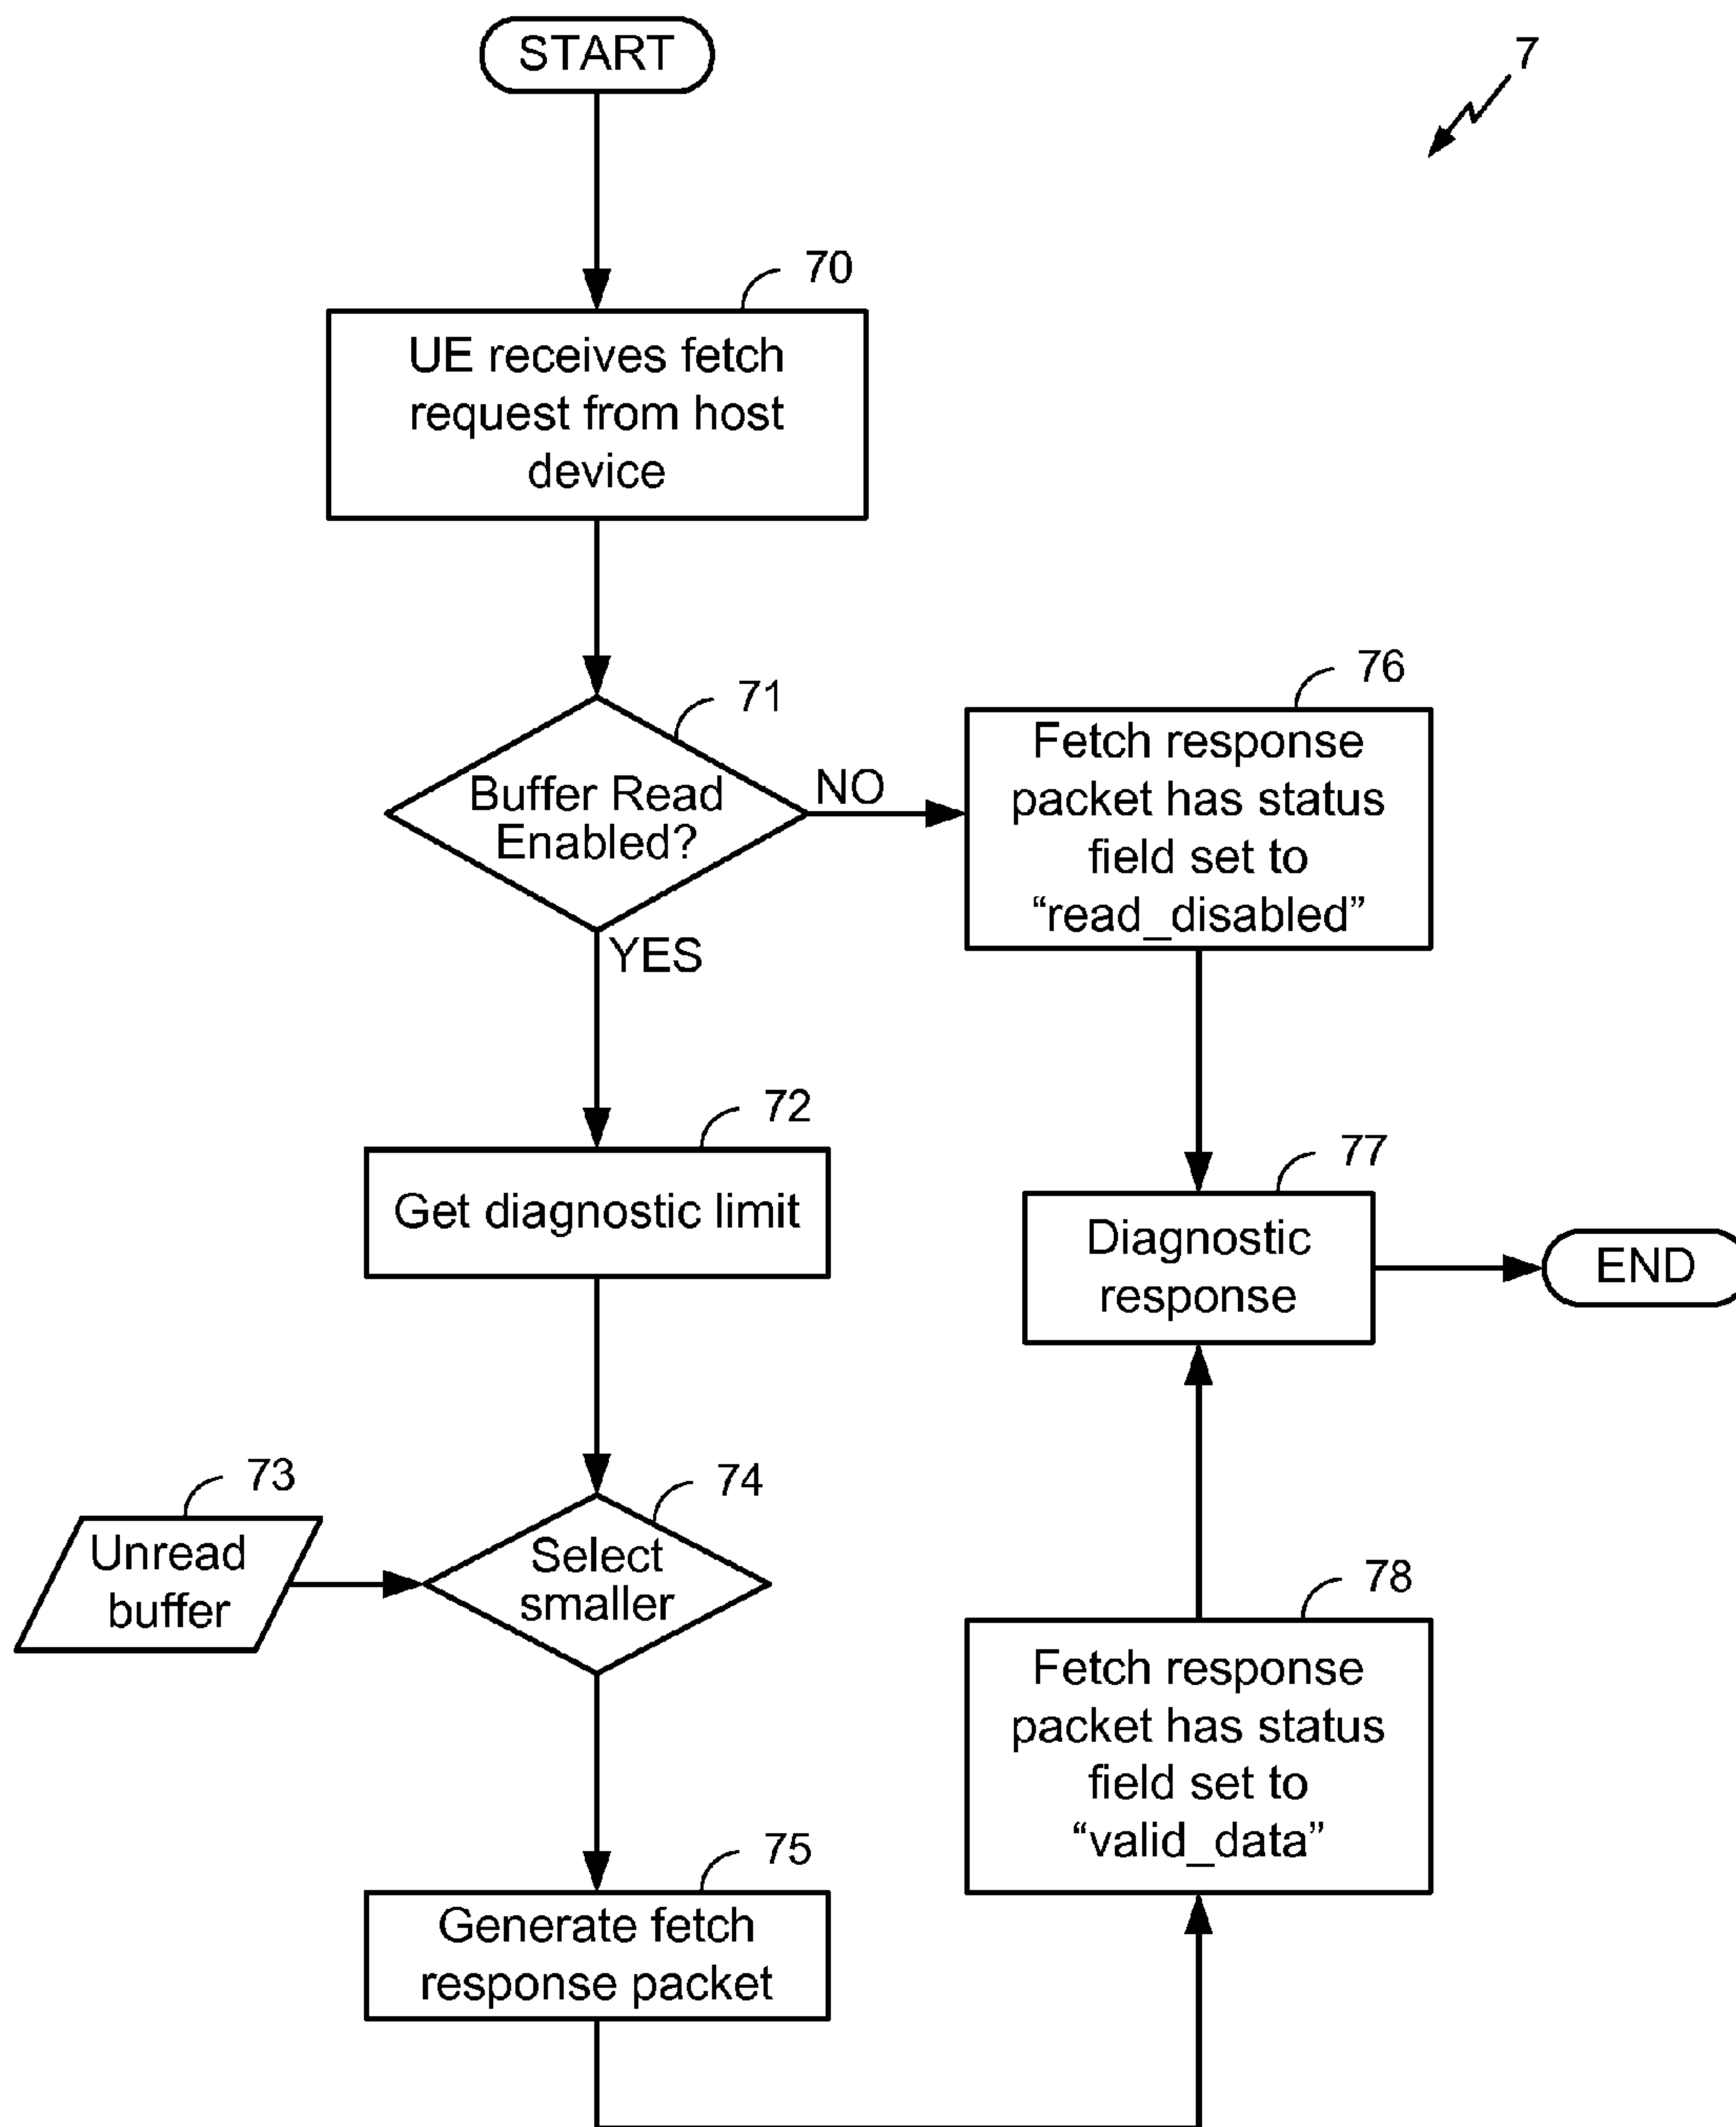 START
7
70
UE receives fetch
request from host
device
71
Buffer Read
Enabled?
NO
YES
76
Fetch response
packet has status
field set to
“read_disabled”
72
Get diagnostic limit
77
Diagnostic
response
END
73
Unread
buffer
74
Select
smaller
78
Fetch response
packet has status
field set to
“valid_data”
75
Generate fetch
response packet